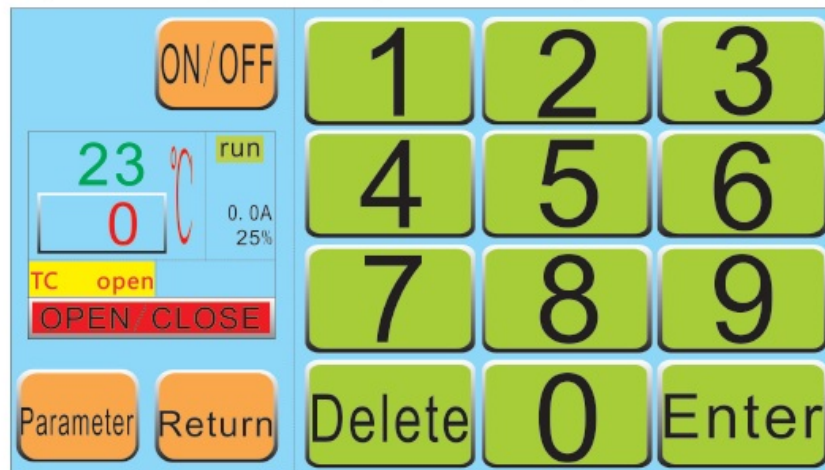 ON/OFF
23
℃
run
0
0.0A
25%
TC open
OPEN/CLOSE
Parameter
Return
1
2
3
4
5
6
7
8
9
Delete
0
Enter